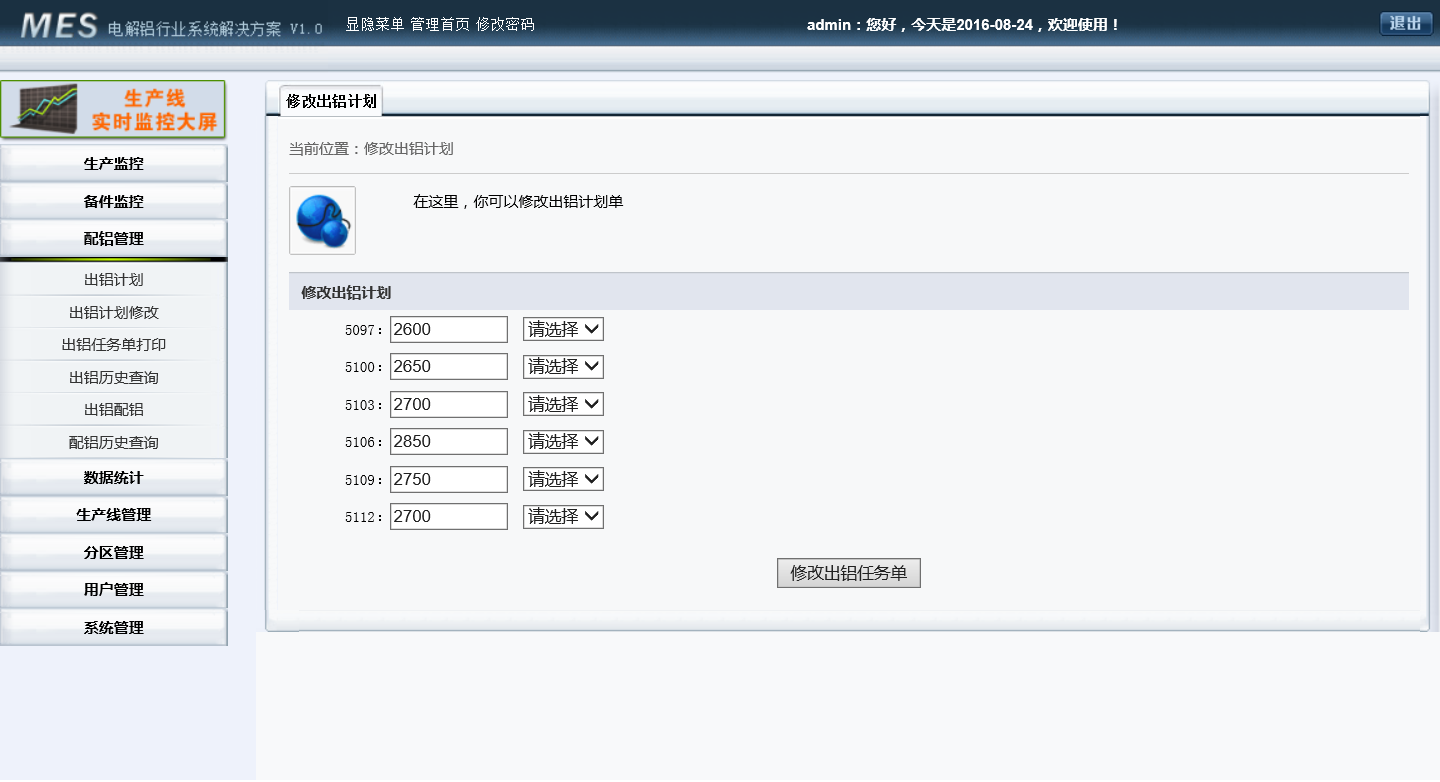 MES 电解铝行业系统解决方案 V1.0 显隐菜单 管理首页 修改密码 admin：您好，今天是2016-08-24，欢迎使用！ 退出
生产线
实时监控大屏
生产监控
备件监控
配铝管理
出铝计划
出铝计划修改
出铝任务单打印
出铝历史查询
出铝配铝
配铝历史查询
数据统计
生产线管理
分区管理
用户管理
系统管理
修改出铝计划
当前位置：修改出铝计划
在这里，你可以修改出铝计划单
修改出铝计划
5097： 2600 请选择
5100： 2650 请选择
5103： 2700 请选择
5106： 2850 请选择
5109： 2750 请选择
5112： 2700 请选择
修改出铝任务单